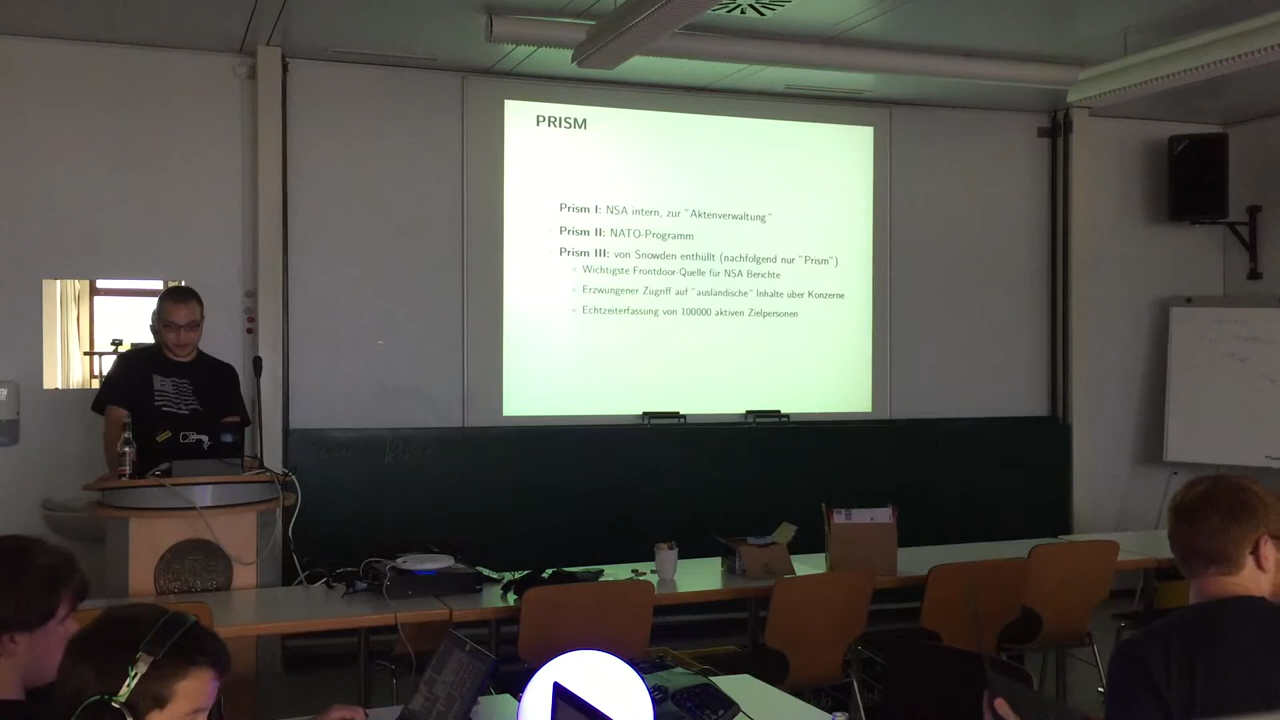 PRISM
Prism I: NSA intern, zur "Aktenverwaltung"
Prism II: NATO-Programm
Prism III: von Snowden enthüllt (nachfolgend nur "Prism")
Wichtigste Frontdoor-Quelle für NSA Berichte
Erzwungener Zugriff auf "ausländische" Inhalte über Konzerne
Echtzeiterfassung von 100000 aktiven Zielpersonen